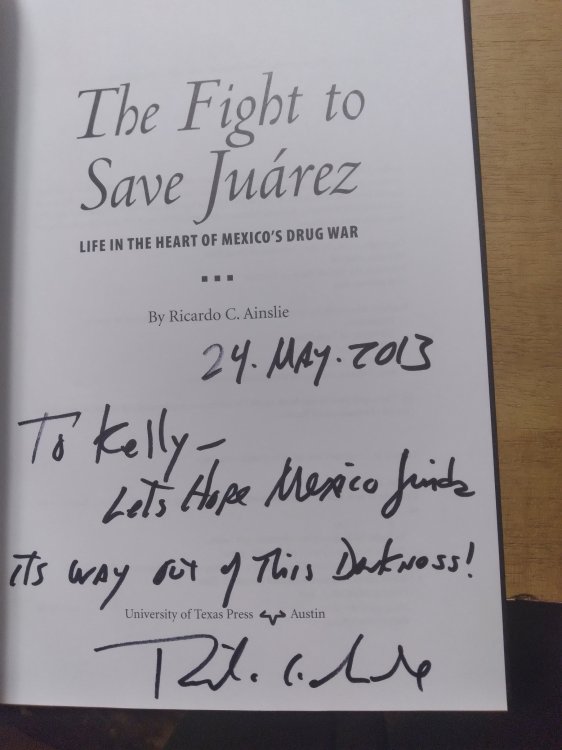 The Fight to
Save Juárez
LIFE IN THE HEART OF MEXICO'S DRUG WAR
By Ricardo C. Ainslie
24. MAY. 2013
To Kelly—
Lets Hope Mexico finds
its way out of This Darkness!
University of Texas Press Austin